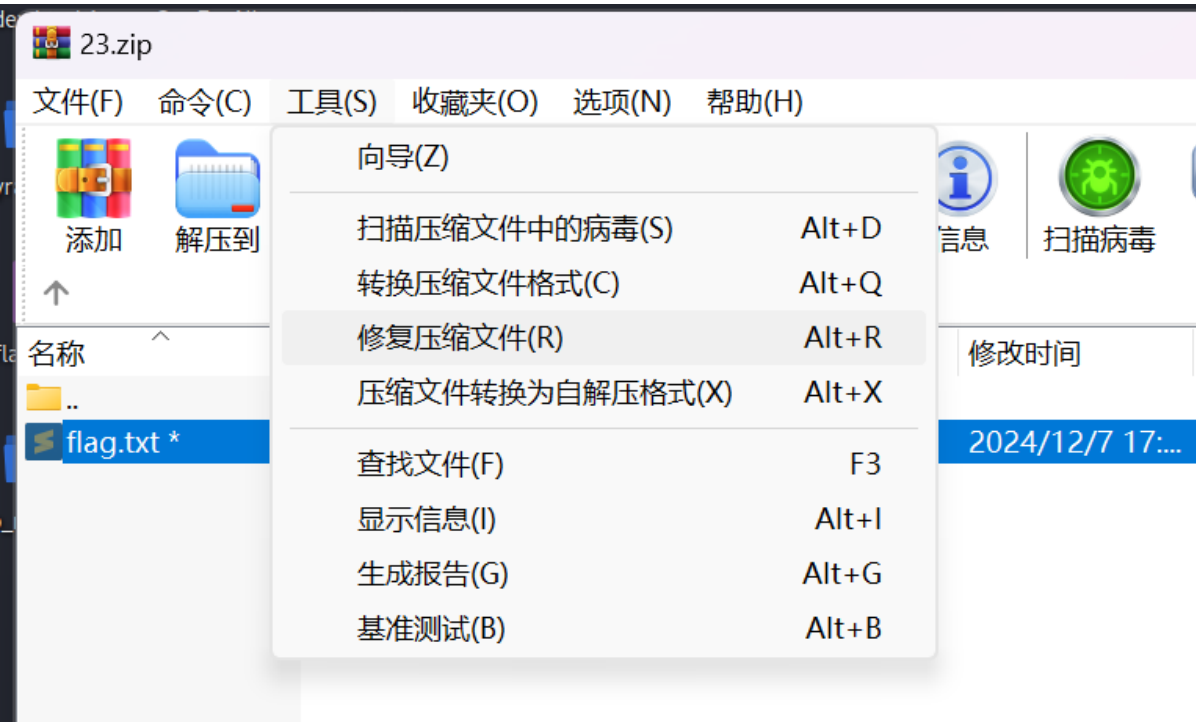 23.zip
文件(F) 命令(C) 工具(S) 收藏夹(O) 选项(N) 帮助(H)
添加 解压到 信息 扫描病毒
向导(Z)
扫描压缩文件中的病毒(S) Alt+D
转换压缩文件格式(C) Alt+Q
修复压缩文件(R) Alt+R
压缩文件转换为自解压格式(X) Alt+X
查找文件(F) F3
显示信息(I) Alt+I
生成报告(G) Alt+G
基准测试(B) Alt+B
名称 修改时间
..
flag.txt * 2024/12/7 17:...